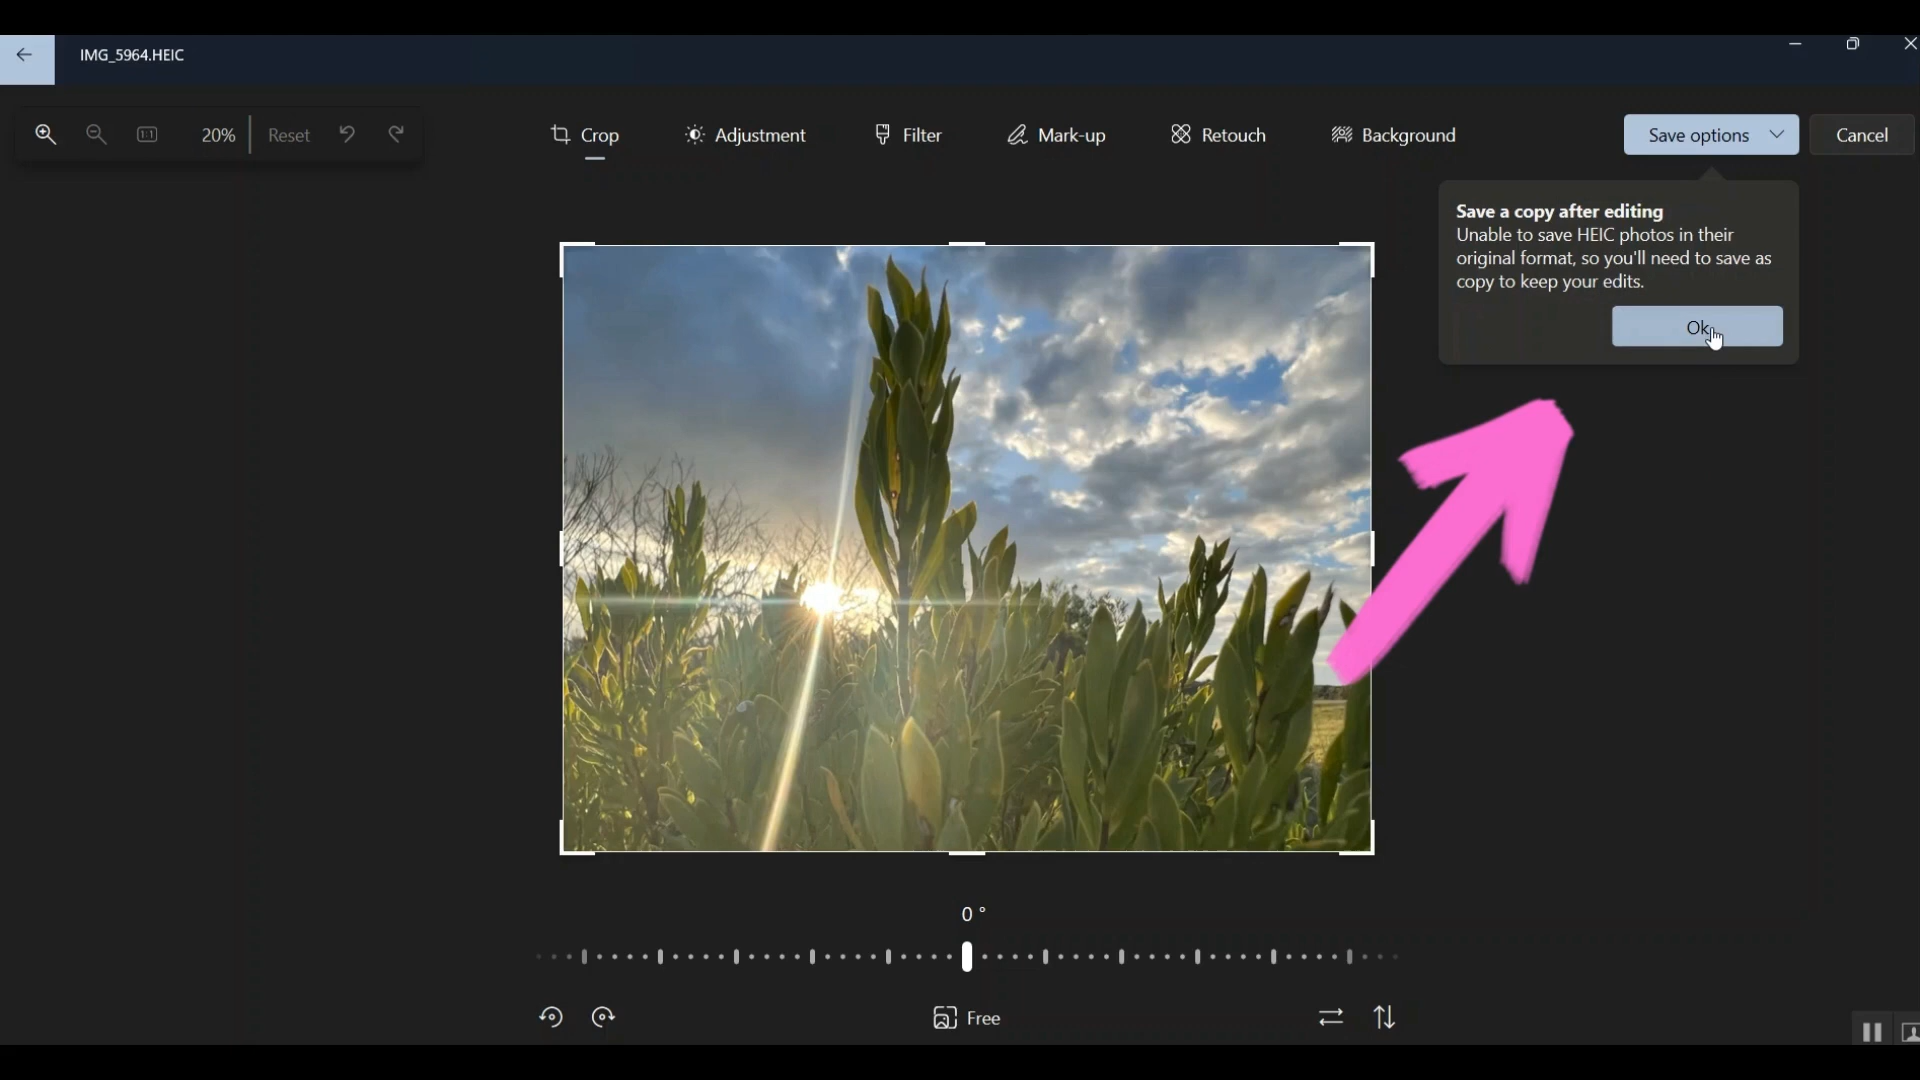 IMG_5964.HEIC
20%
Reset
Crop
Adjustment
Filter
Mark-up
Retouch
Background
Save options
Cancel
Save a copy after editing
Unable to save HEIC photos in their
original format, so you'll need to save as
copy to keep your edits.
Ok
0 °
Free